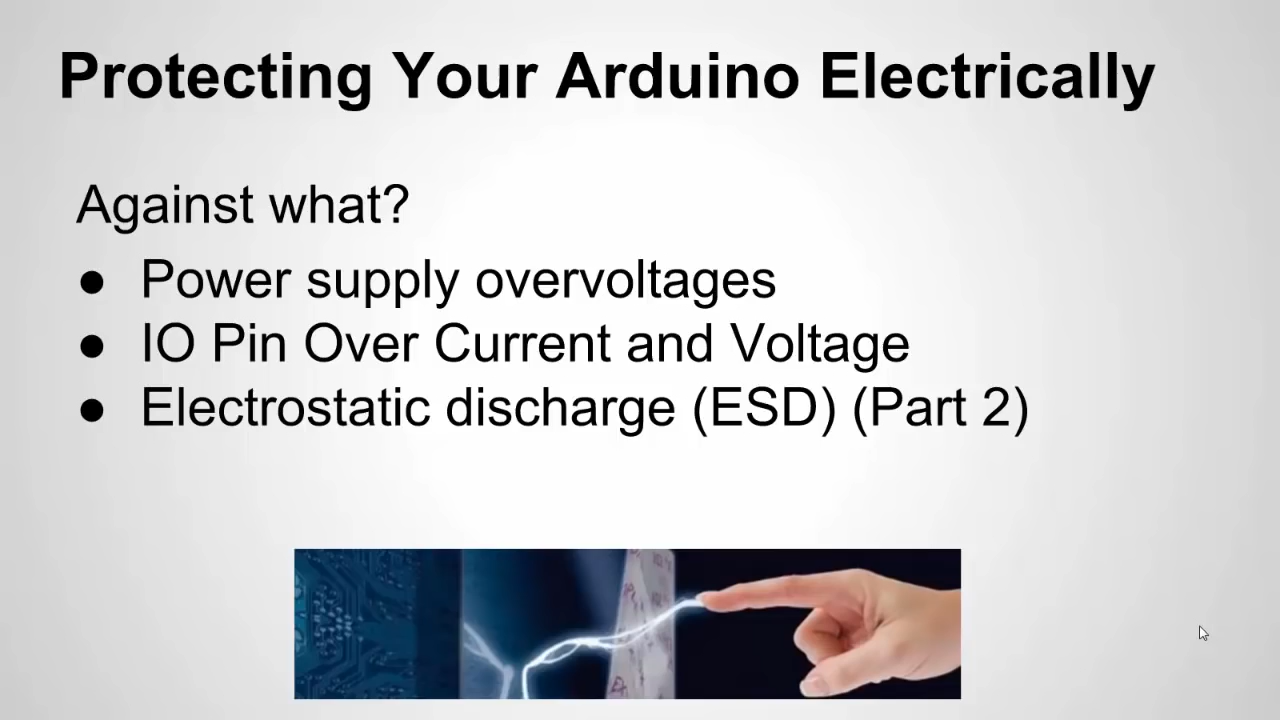 Protecting Your Arduino Electrically
Against what?
● Power supply overvoltages
● IO Pin Over Current and Voltage
● Electrostatic discharge (ESD) (Part 2)